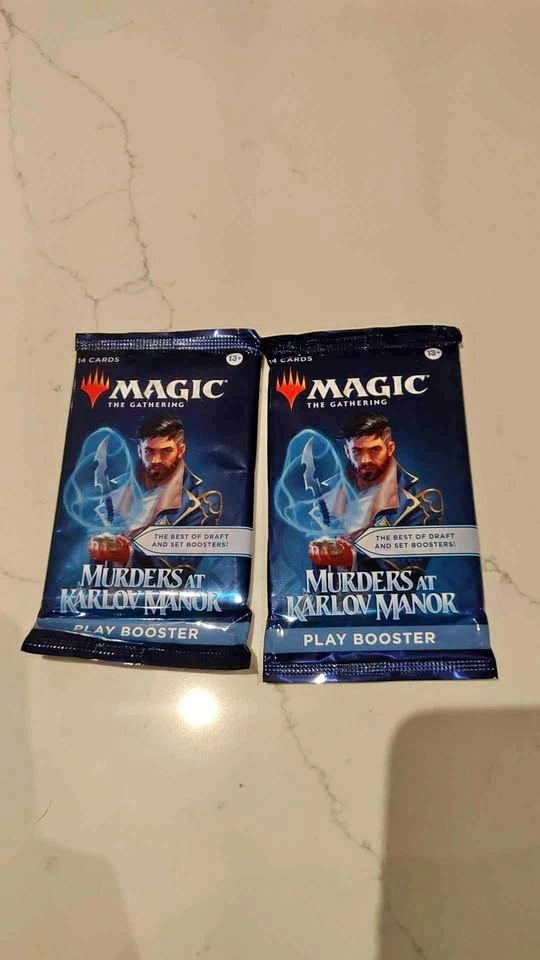 14 CARDS
13+
MAGIC
THE GATHERING
THE BEST OF DRAFT
AND SET BOOSTERS!
MURDERS AT
KARLOV MANOR
PLAY BOOSTER
14 CARDS
13+
MAGIC
THE GATHERING
THE BEST OF DRAFT
AND SET BOOSTERS!
MURDERS AT
KARLOV MANOR
PLAY BOOSTER